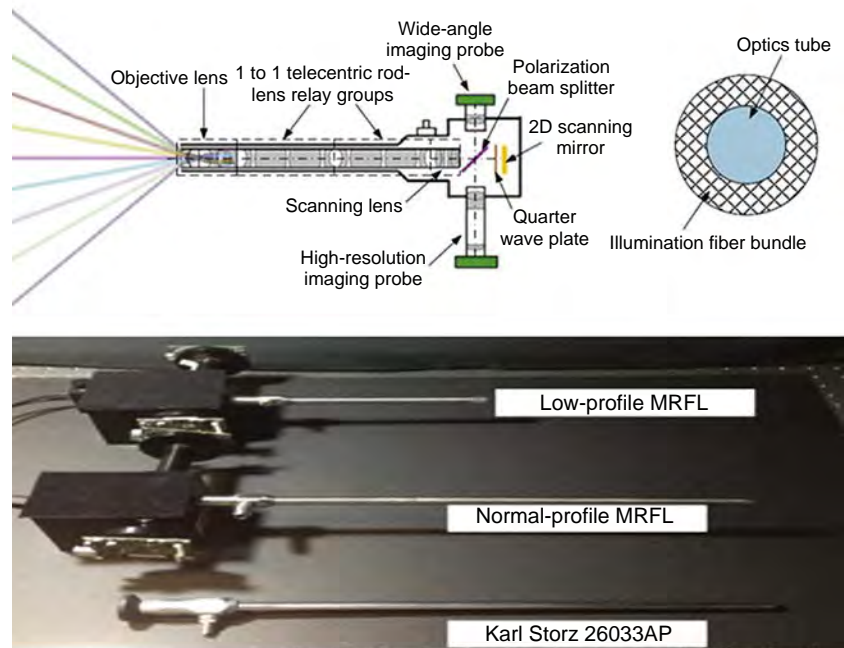 Wide-angle
imaging probe
Optics tube
Polarization
beam splitter
Objective lens
1 to 1 telecentric rod-
lens relay groups
2D scanning
mirror
Scanning lens
Quarter
wave plate
Illumination fiber bundle
High-resolution
imaging probe
Low-profile MRFL
Normal-profile MRFL
Karl Storz 26033AP